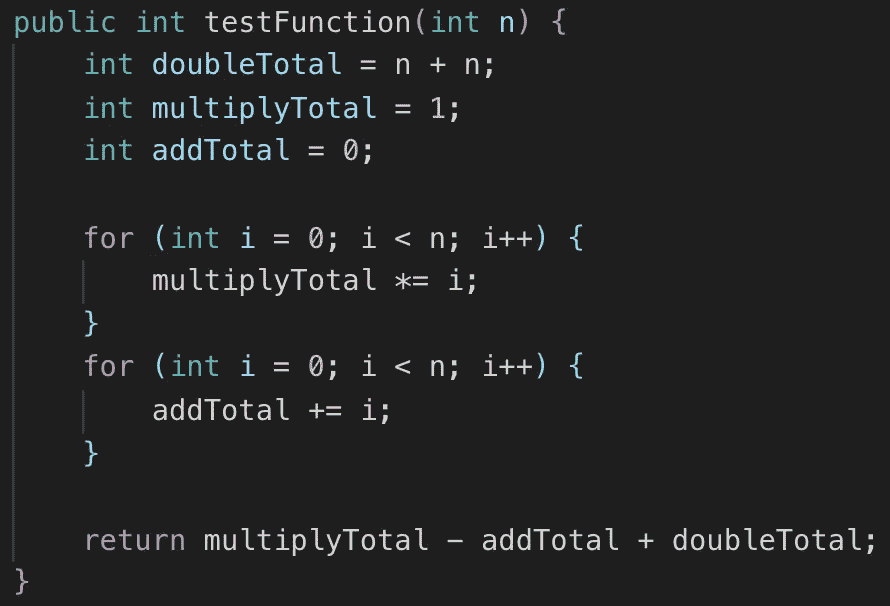 public int testFunction(int n) {
    int doubleTotal = n + n;
    int multiplyTotal = 1;
    int addTotal = 0;

    for (int i = 0; i < n; i++) {
        multiplyTotal *= i;
    }
    for (int i = 0; i < n; i++) {
        addTotal += i;
    }

    return multiplyTotal - addTotal + doubleTotal;
}